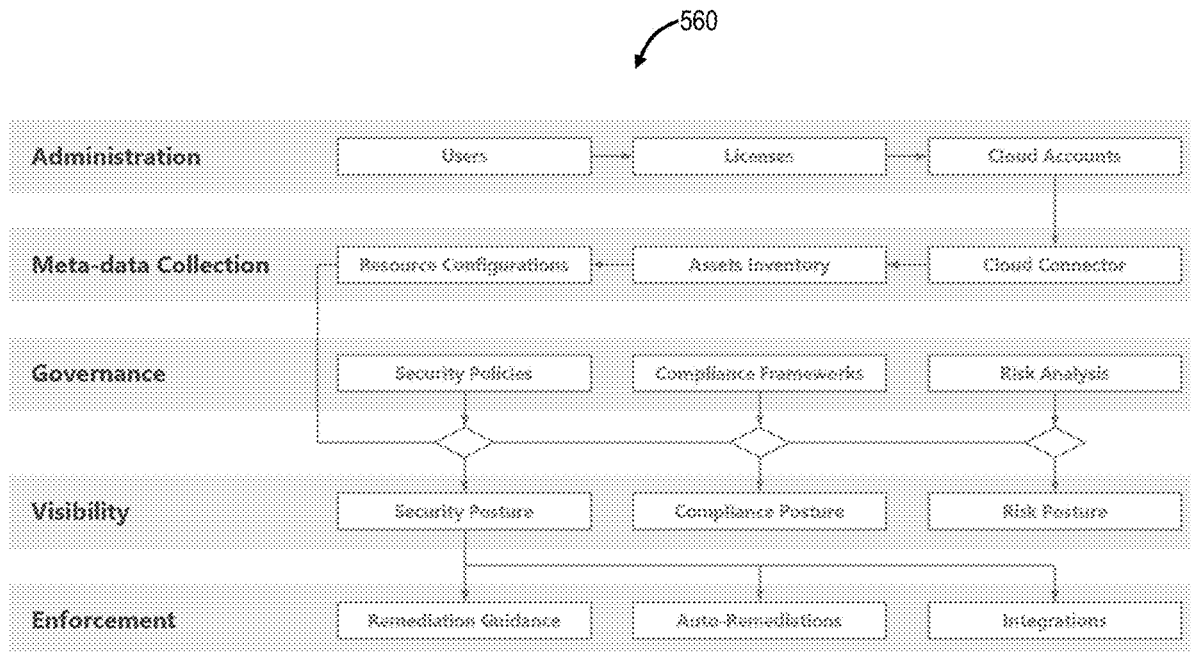 560
Administration
Users
Licenses
Cloud Accounts
Meta-data Collection
Resource Configurations
Assets Inventory
Cloud Connector
Governance
Security Policies
Compliance Frameworks
Risk Analysis
Visibility
Security Posture
Compliance Posture
Risk Posture
Enforcement
Remediation Guidance
Auto-Remediations
Integrations